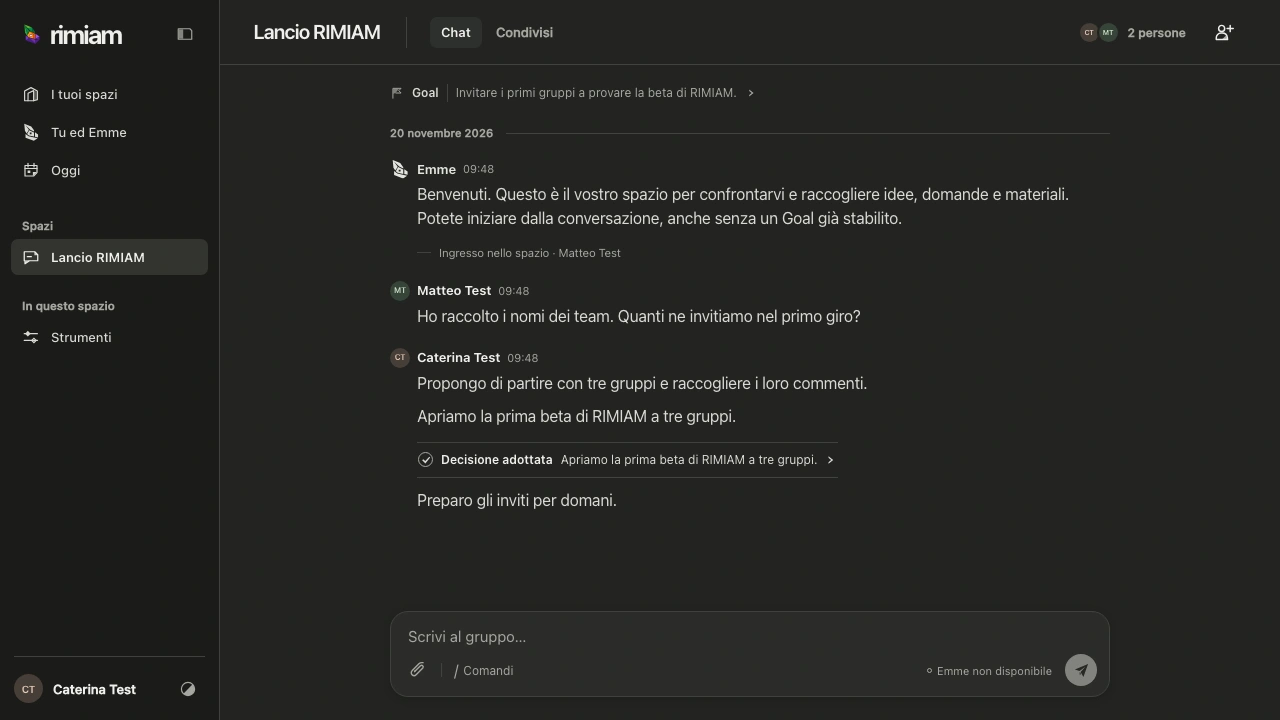 rimiam
I tuoi spazi
Tu ed Emme
Oggi
Spazi
Lancio RIMIAM
In questo spazio
Strumenti
CT Caterina Test
Lancio RIMIAM Chat Condivisi CT MT 2 persone
Goal Invitare i primi gruppi a provare la beta di RIMIAM.
20 novembre 2026
Emme 09:48
Benvenuti. Questo è il vostro spazio per confrontarvi e raccogliere idee, domande e materiali.
Potete iniziare dalla conversazione, anche senza un Goal già stabilito.
Ingresso nello spazio · Matteo Test
MT Matteo Test 09:48
Ho raccolto i nomi dei team. Quanti ne invitiamo nel primo giro?
CT Caterina Test 09:48
Propongo di partire con tre gruppi e raccogliere i loro commenti.
Apriamo la prima beta di RIMIAM a tre gruppi.
Decisione adottata Apriamo la prima beta di RIMIAM a tre gruppi.
Preparo gli inviti per domani.
Scrivi al gruppo...
/ Comandi Emme non disponibile